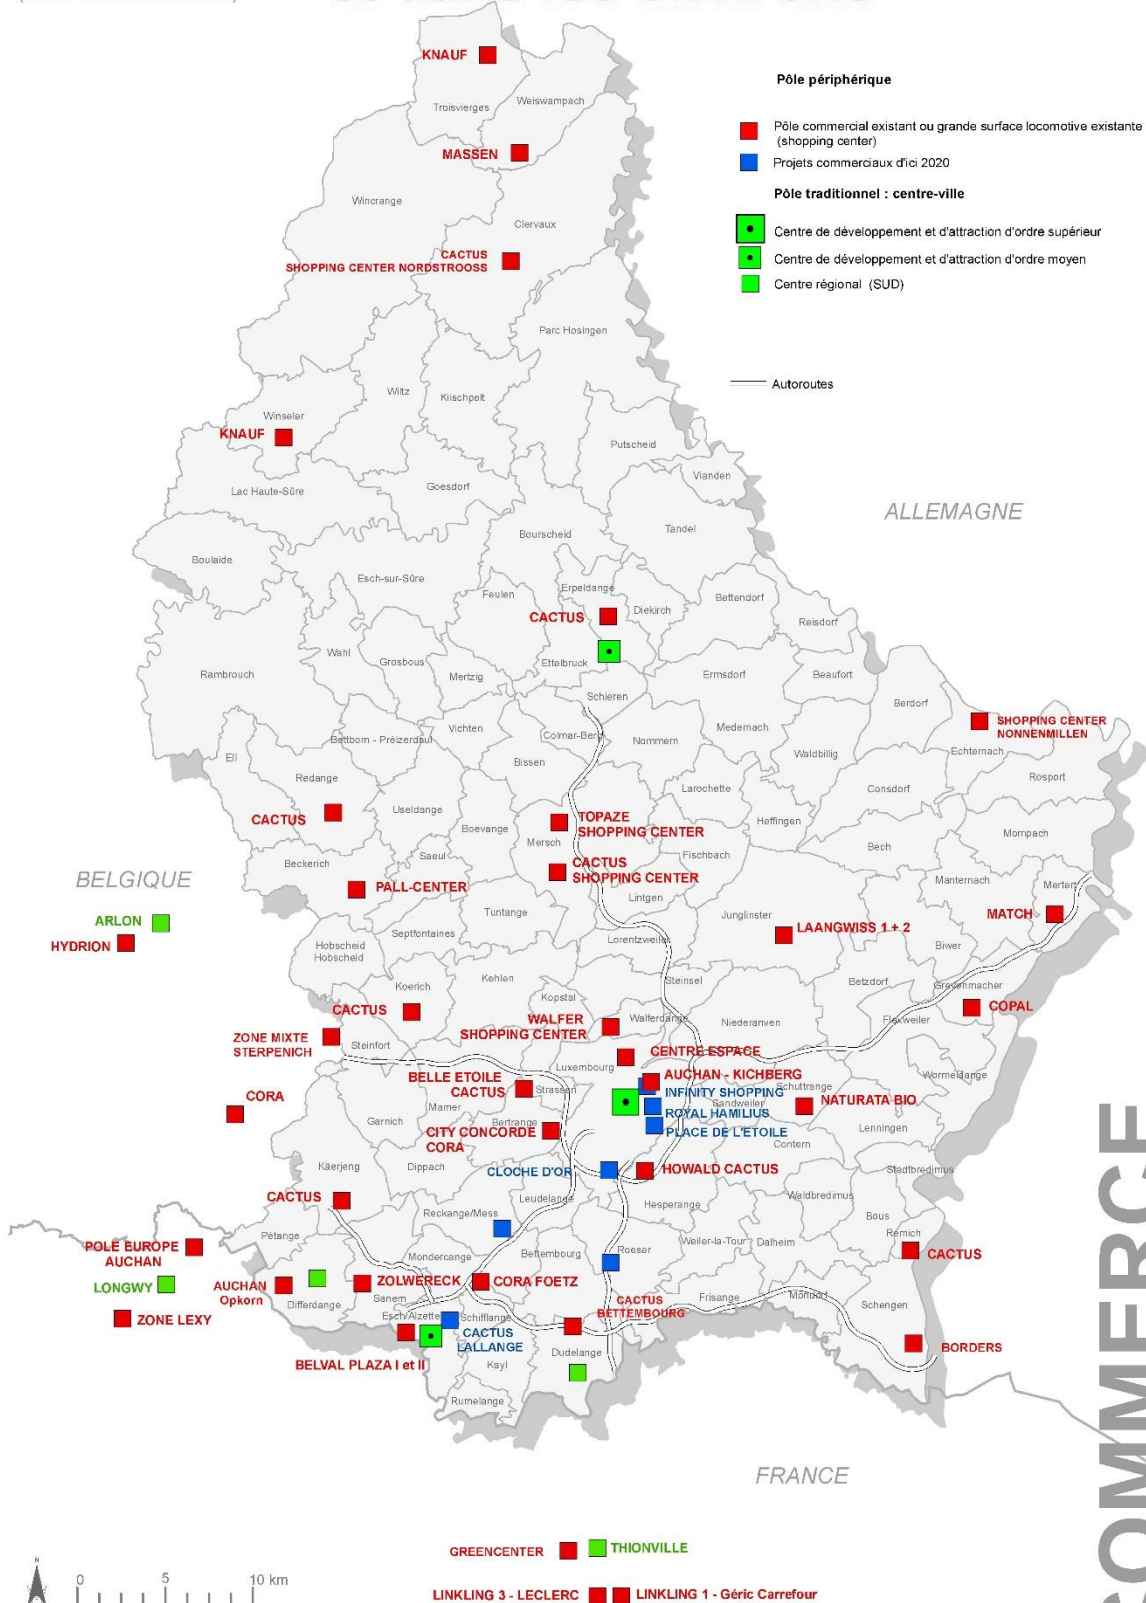 KNAUF
Troisvierges
Weiswampach
MASSEN
Wincrange
Clervaux
CACTUS
SHOPPING CENTER NORDSTROOSS
Pôle périphérique
Pôle commercial existant ou grande surface locomotive existante
(shopping center)
Projets commerciaux d'ici 2020
Pôle traditionnel : centre-ville
Centre de développement et d'attraction d'ordre supérieur
Centre de développement et d'attraction d'ordre moyen
Centre régional (SUD)
Autoroutes
Parc Hosingen
Wiltz
Kiischpelt
Winseler
KNAUF
Putscheid
Vianden
Lac Haute-Sûre
Goesdorf
ALLEMAGNE
Tandel
Bourscheid
Boulaide
Esch-sur-Sûre
Feulen
Erpeldange
Diekirch
Bettendorf
Reisdorf
CACTUS
Wahl
Grosbous
Mertzig
Ettelbruck
Rambrouch
Ermsdorf
Beaufort
Schieren
Berdorf
SHOPPING CENTER
NONNENMILLEN
Echternach
Vichten
Colmar-Berg
Nommern
Medernach
Waldbillig
Bettborn - Préizerdaul
Ell
Bissen
Rosport
Redange
Useldange
Larochette
Consdorf
CACTUS
Boevange
TOPAZE
SHOPPING CENTER
Heffingen
Mompach
Mersch
Bech
Beckerich
Saeul
CACTUS
SHOPPING CENTER
Fischbach
BELGIQUE
PALL-CENTER
Lintgen
Manternach
Mertert
ARLON
Tuntange
Junglinster
MATCH
HYDRION
Septfontaines
LAANGWISS 1 + 2
Hobscheid
Hobscheid
Lorentzweiler
Biwer
Kehlen
Steinsel
Betzdorf
Koerich
Grevenmacher
Kopstal
COPAL
CACTUS
WALFER
SHOPPING CENTER
Walferdange
Niederanven
Flaxweiler
ZONE MIXTE
STERPENICH
Steinfort
CENTRE ESPACE
Luxembourg
AUCHAN - KICHBERG
Wormeldange
BELLE ETOILE
CACTUS
Strassen
INFINITY SHOPPING
Schuttrange
CORA
Mamer
Sandweiler
NATURATA BIO
ROYAL HAMILIUS
Garnich
Bertrange
CITY CONCORDE
CORA
PLACE DE L'ETOILE
Lenningen
Contern
Käerjeng
Dippach
CLOCHE D'OR
HOWALD CACTUS
Stadtbredimus
CACTUS
Leudelange
Hesperange
Waldbredimus
Reckange/Mess
Bous
Pétange
Weiler-la-Tour
Dalheim
Remich
POLE EUROPE
AUCHAN
Mondercange
Bettembourg
Roeser
CACTUS
LONGWY
AUCHAN
Opkorn
ZOLWERECK
CORA FOETZ
Differdange
Sanem
CACTUS
BETTEMBOURG
Frisange
Mondorf
Schengen
ZONE LEXY
Esch/Alzette
Schifflange
CACTUS
LALLANGE
BORDERS
BELVAL PLAZA I et II
Dudelange
Kayl
Rumelange
FRANCE
COMMERCE
GREENCENTER
THIONVILLE
N
0 5 10 km
LINKLING 3 - LECLERC
LINKLING 1 - Géric Carrefour